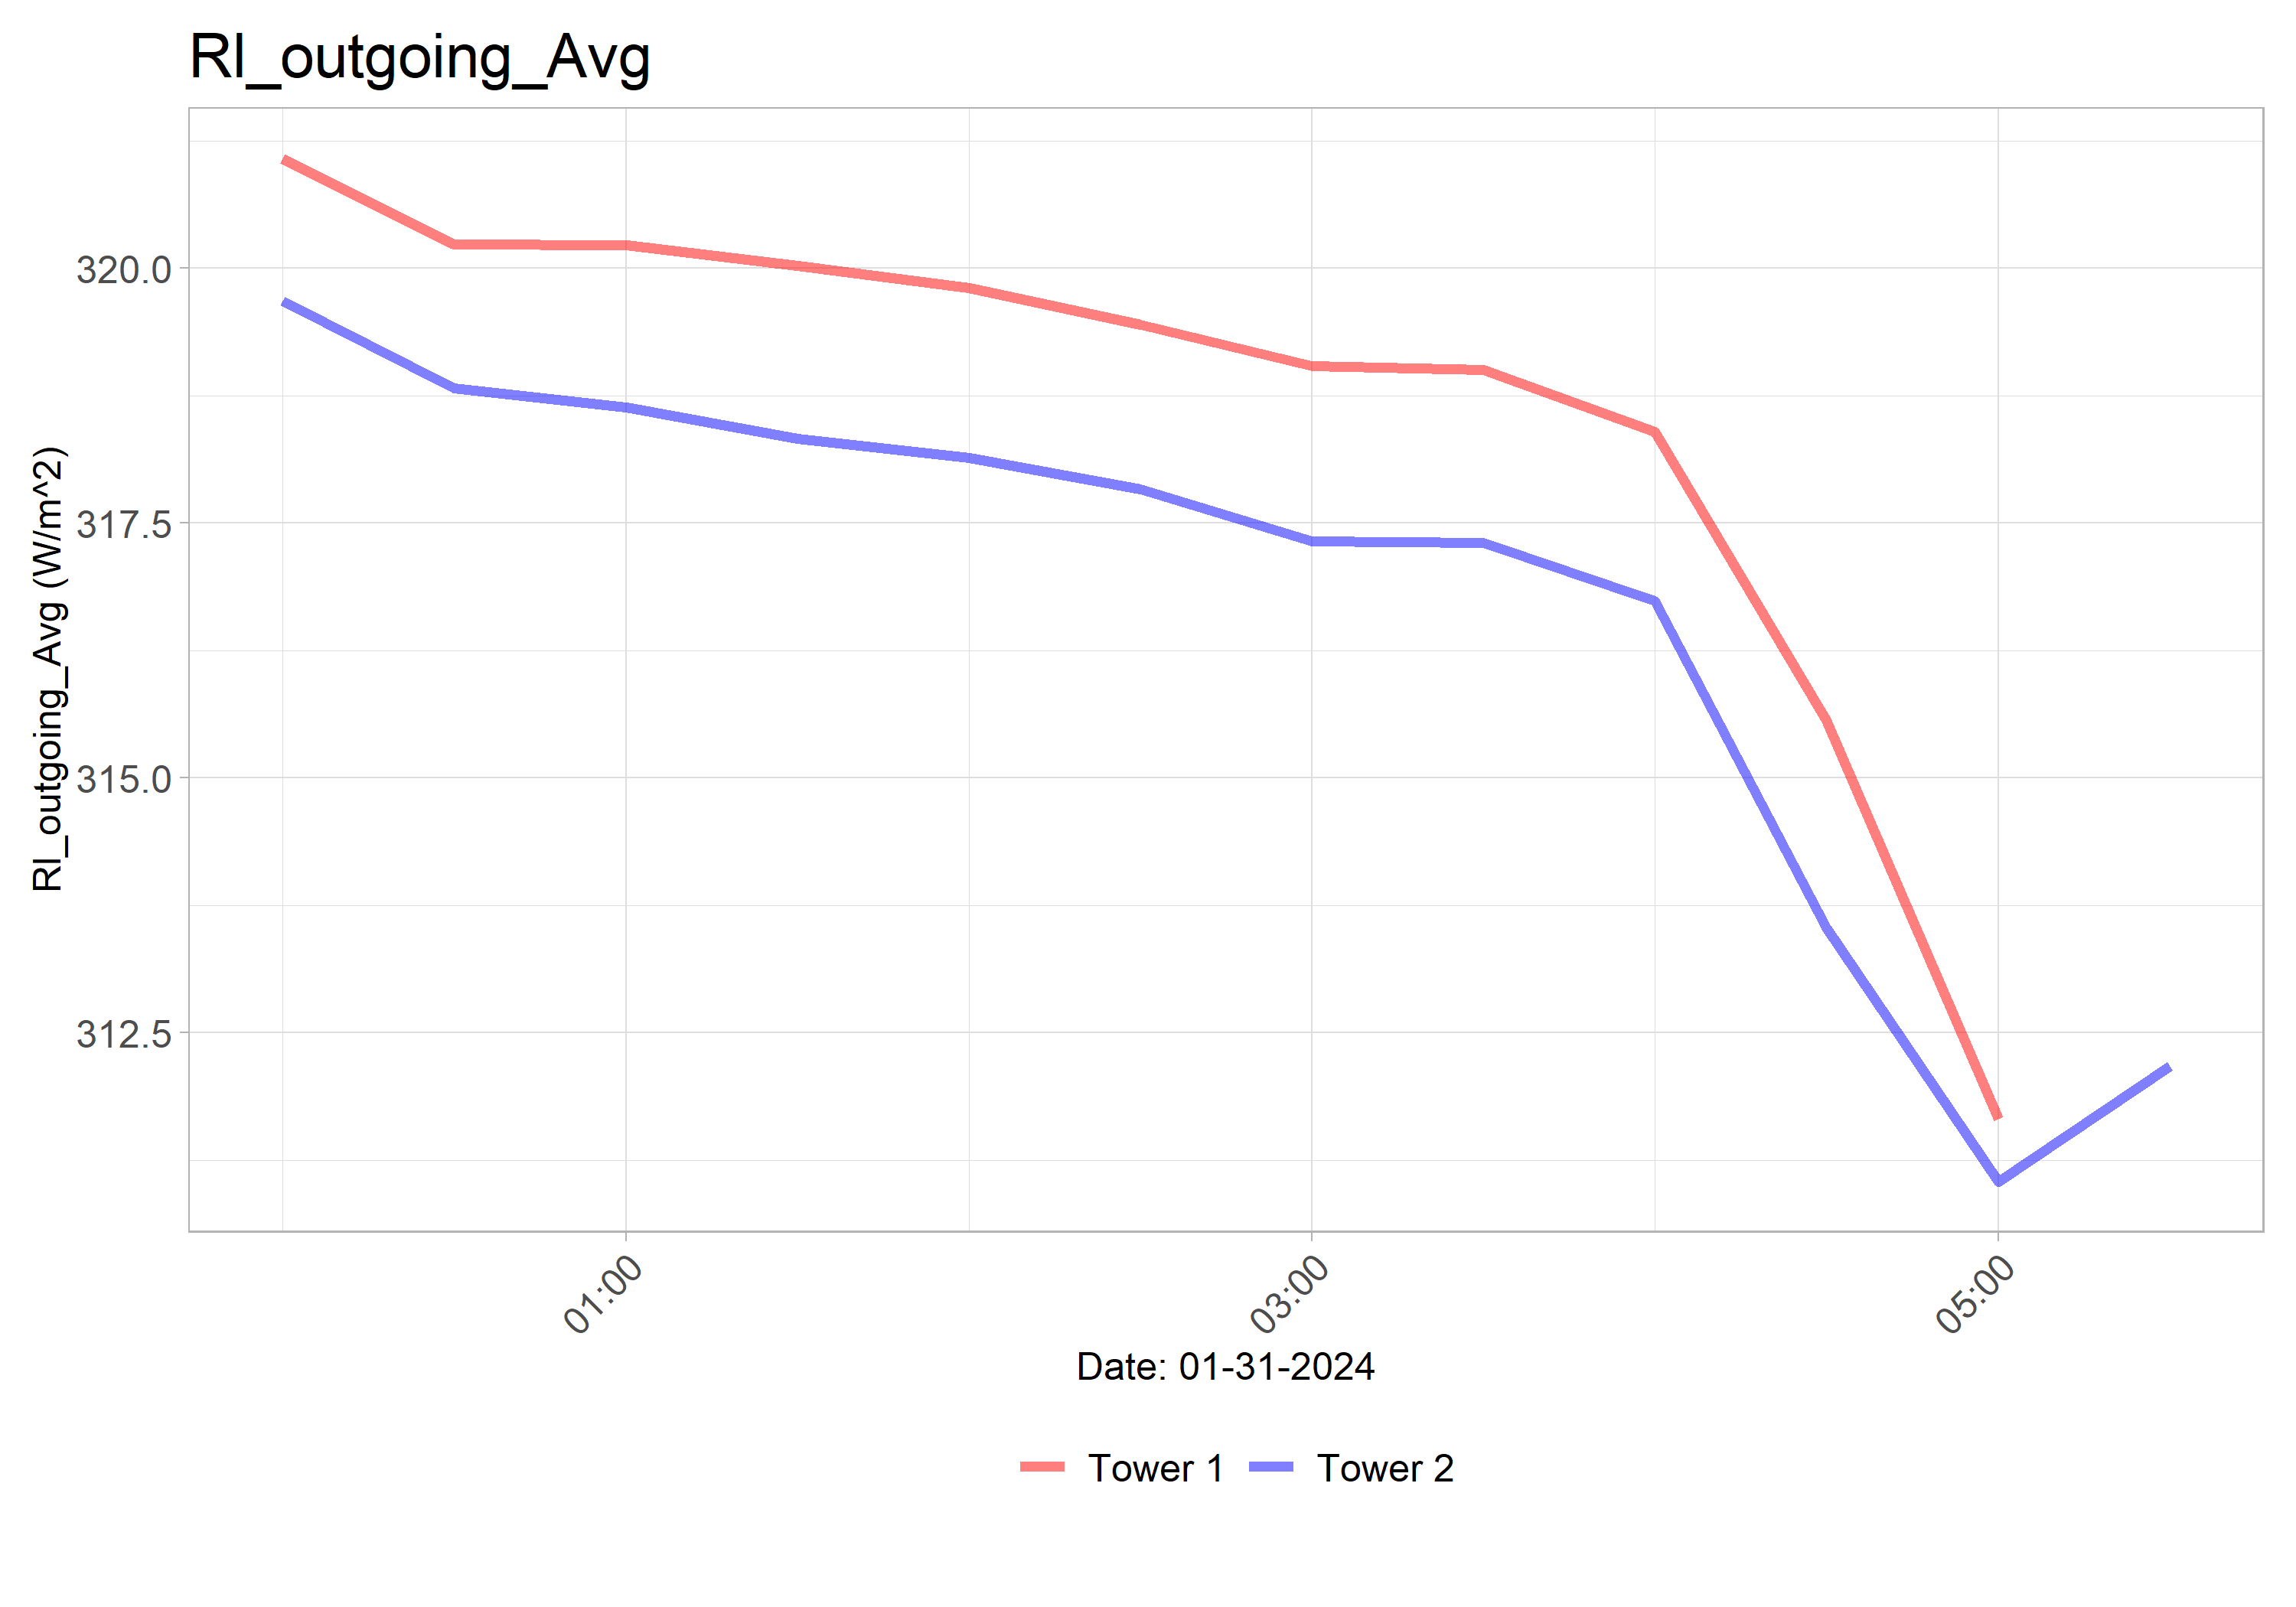 Rl_outgoing_Avg
Rl_outgoing_Avg (W/m^2)
320.0
317.5
315.0
312.5
01:00
03:00
05:00
Date: 01-31-2024
Tower 1
Tower 2